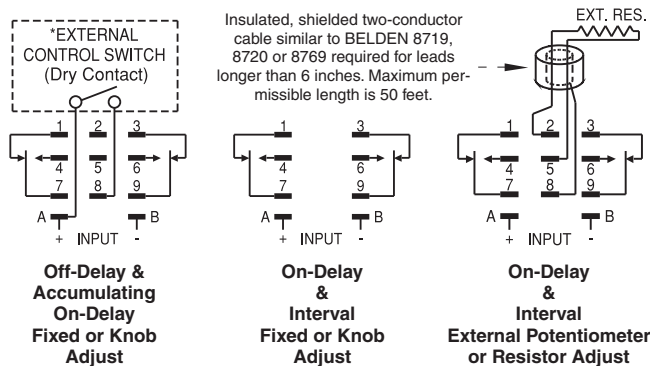 *EXTERNAL
CONTROL SWITCH
(Dry Contact)
1 2 3
4 5 6
7 8 9
A B
+ INPUT -
Off-Delay &
Accumulating
On-Delay
Fixed or Knob
Adjust
Insulated, shielded two-conductor
cable similar to BELDEN 8719,
8720 or 8769 required for leads
longer than 6 inches. Maximum per-
missible length is 50 feet.
1 3
4 6
7 9
A B
+ INPUT -
On-Delay
&
Interval
Fixed or Knob
Adjust
EXT. RES.
1 2 3
4 5 6
7 8 9
A B
+ INPUT -
On-Delay
&
Interval
External Potentiometer
or Resistor Adjust